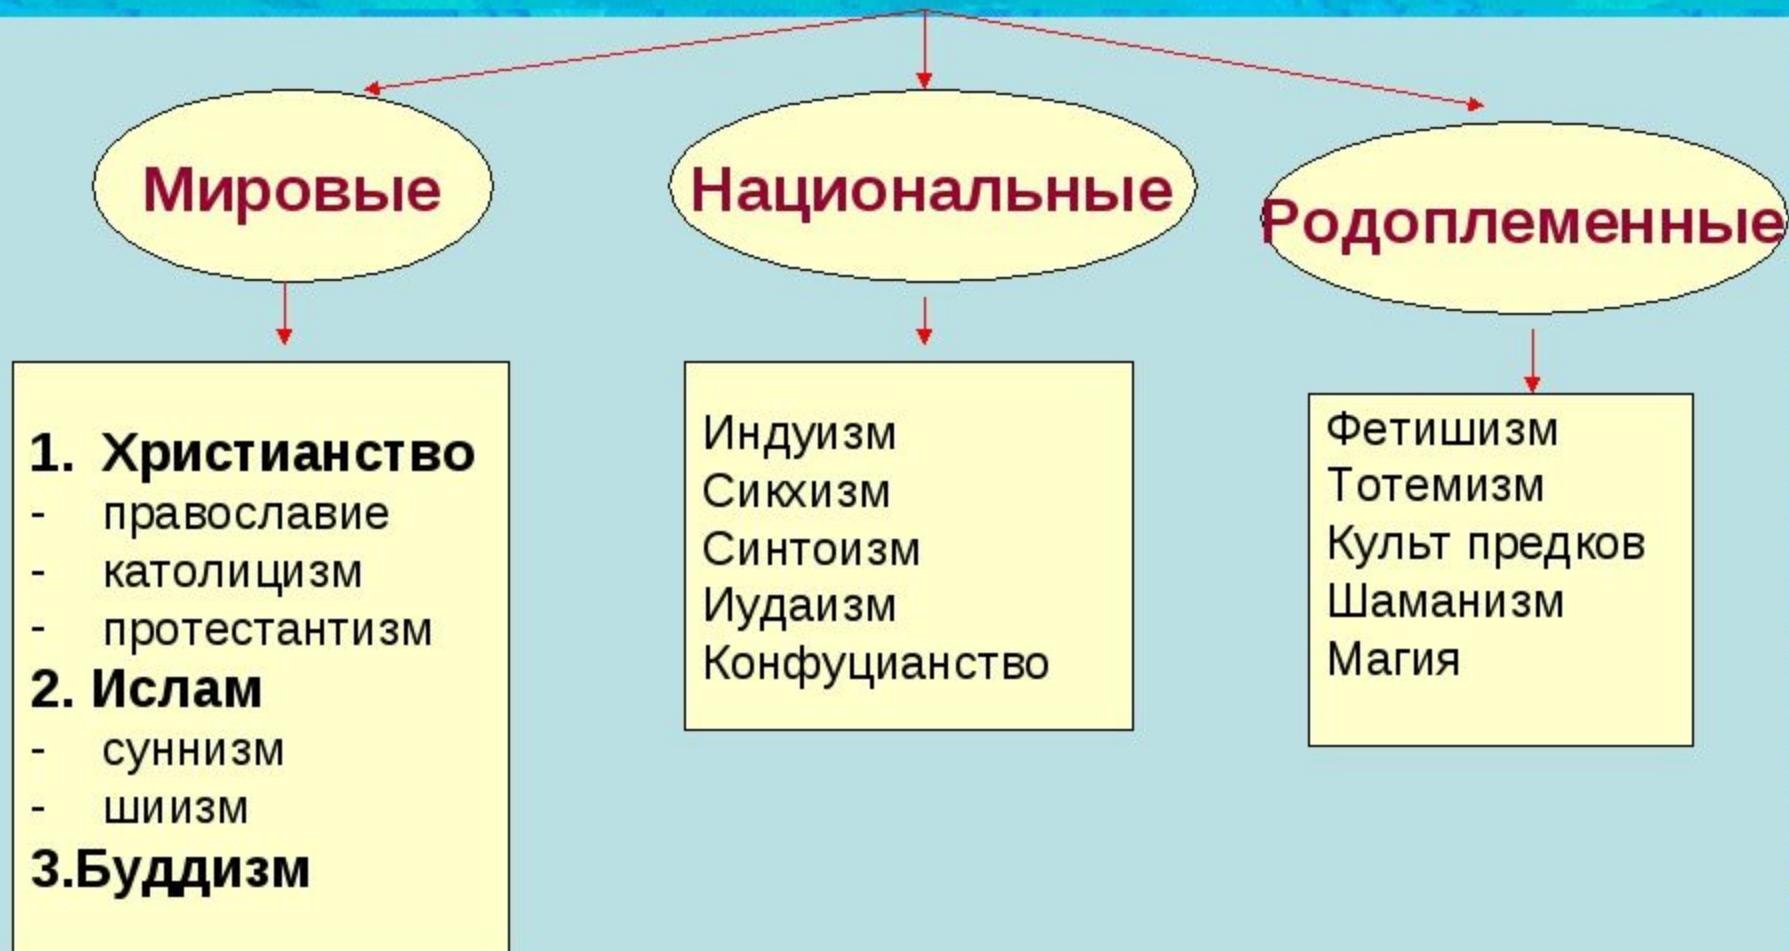 Мировые
1. Христианство
- православие
- католицизм
- протестантизм
2. Ислам
- суннизм
- шиизм
3.Буддизм
Национальные
Индуизм
Сикхизм
Синтоизм
Иудаизм
Конфуцианство
Родоплеменные
Фетишизм
Тотемизм
Культ предков
Шаманизм
Магия